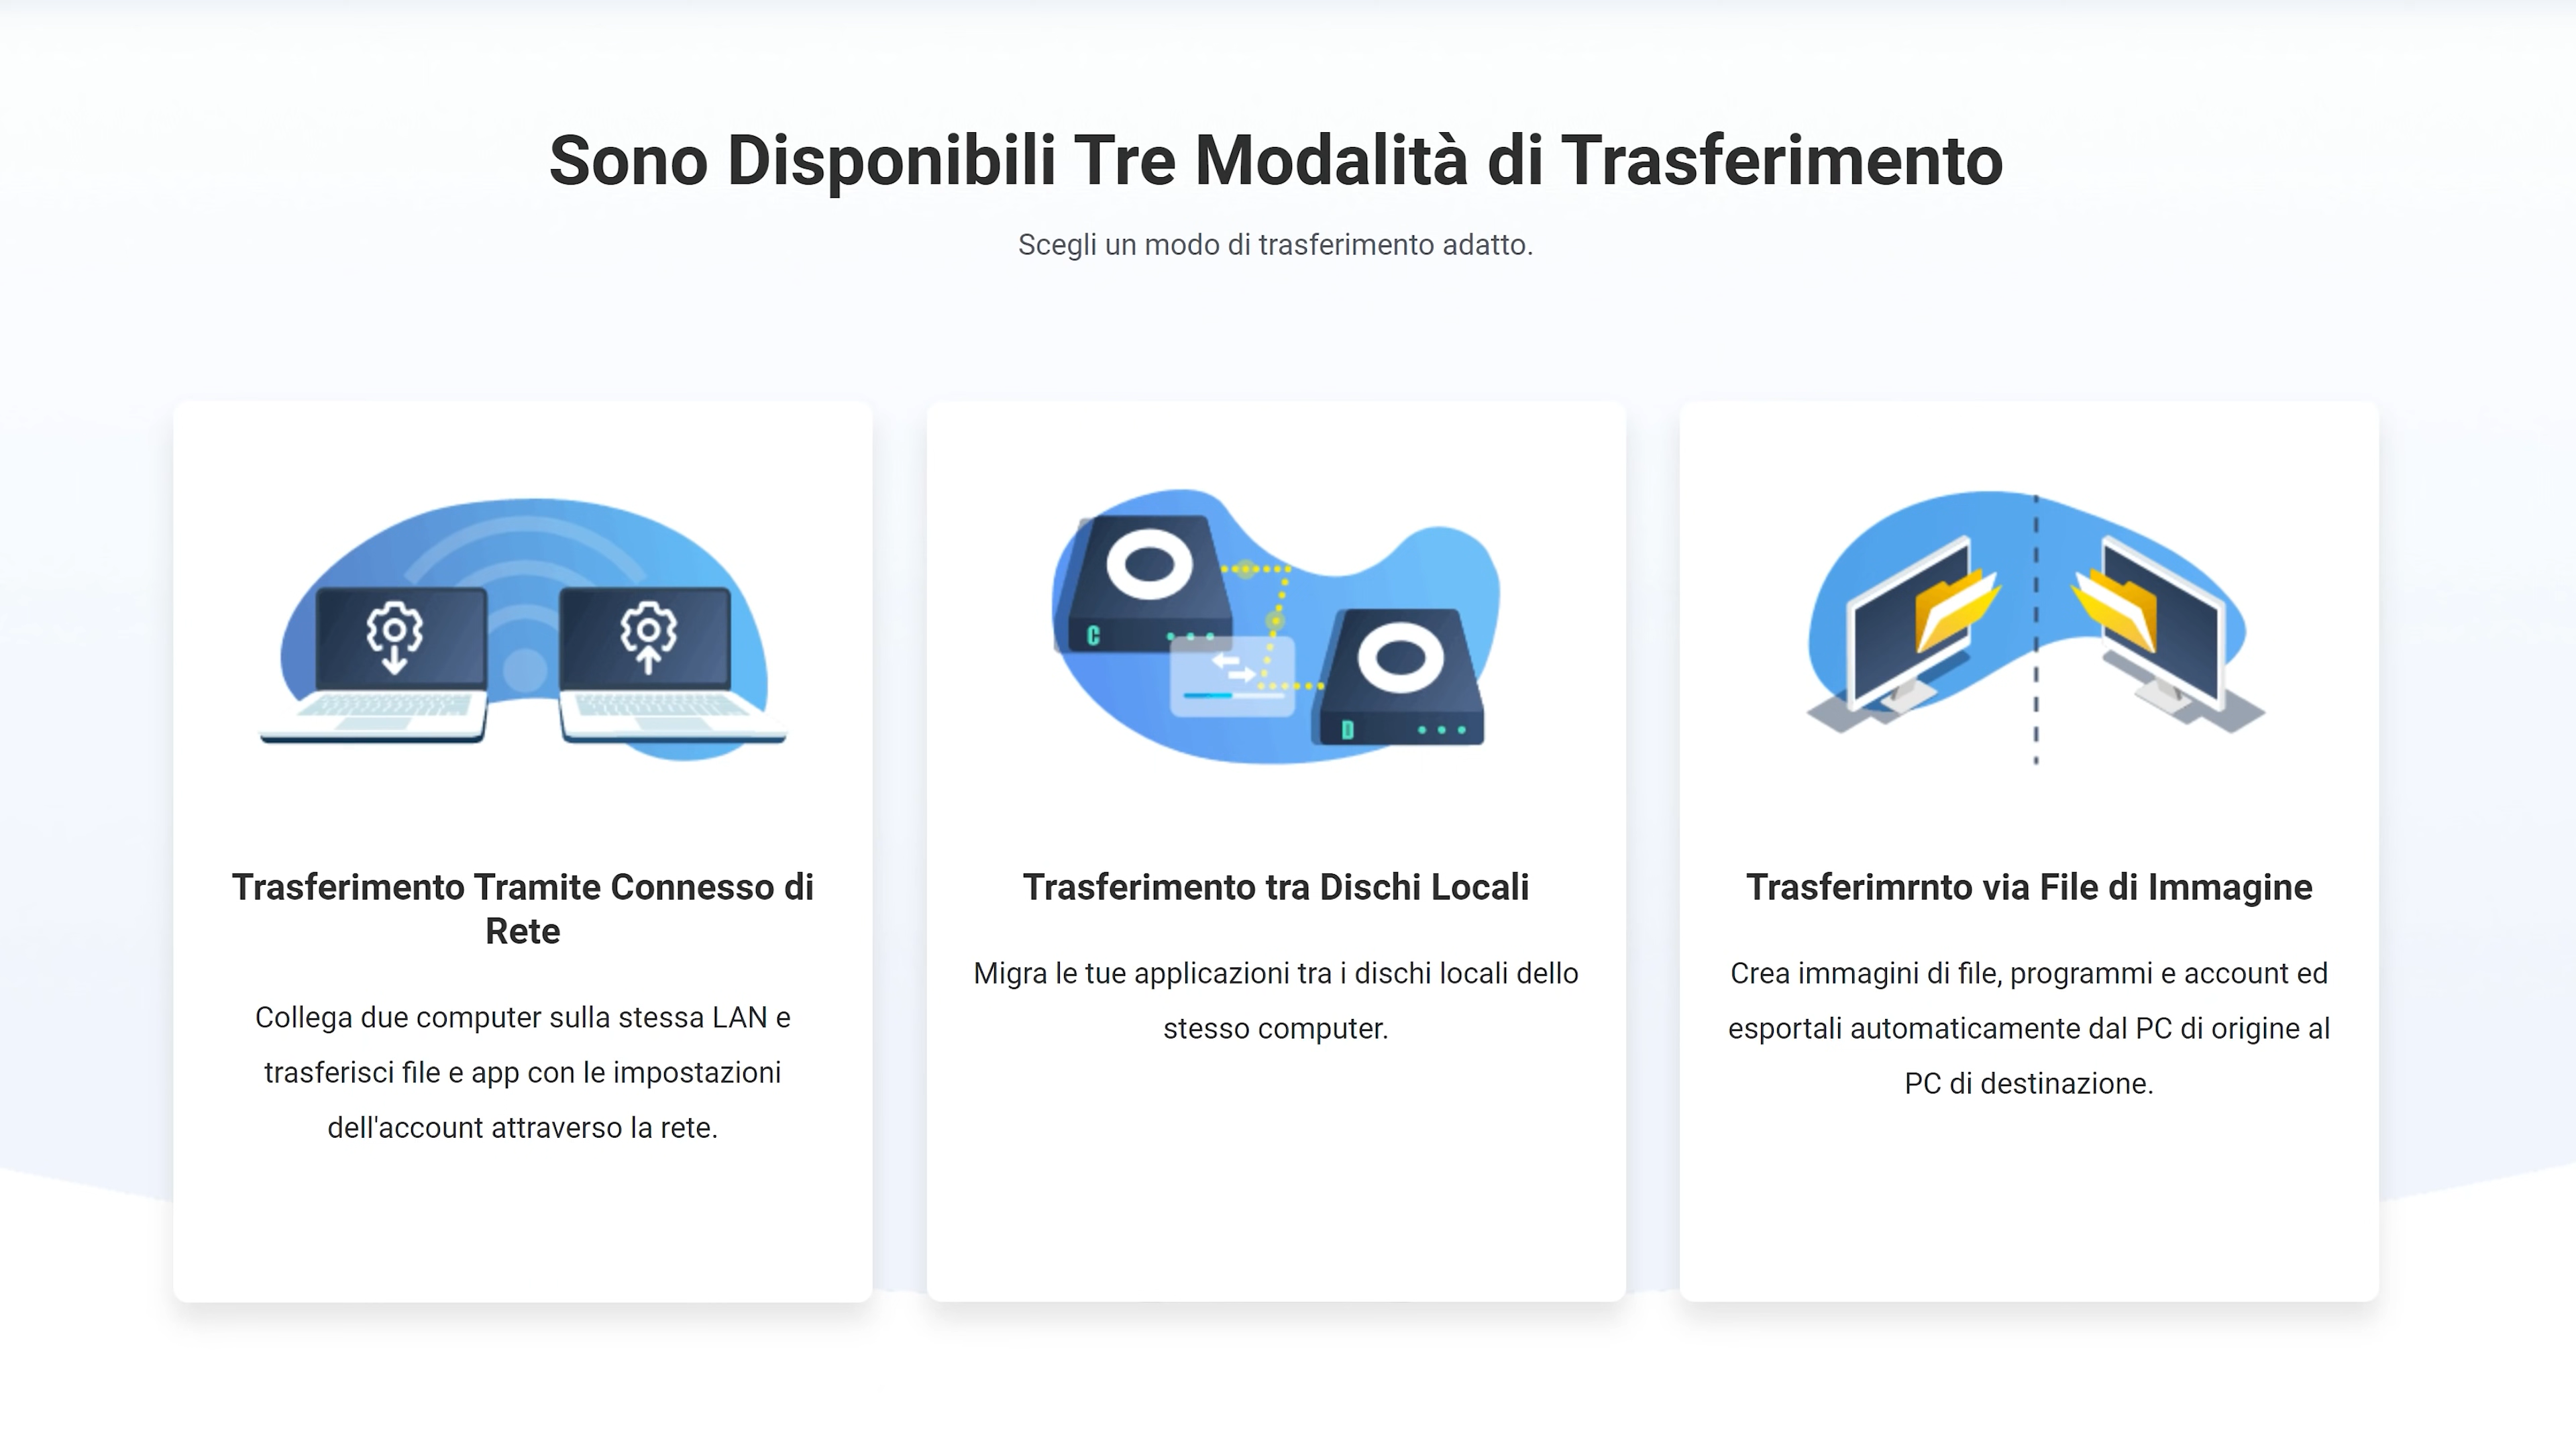 Sono Disponibili Tre Modalità di Trasferimento
Scegli un modo di trasferimento adatto.
C
D
Trasferimento Tramite Connesso di
Rete
Collega due computer sulla stessa LAN e
trasferisci file e app con le impostazioni
dell'account attraverso la rete.
Trasferimento tra Dischi Locali
Migra le tue applicazioni tra i dischi locali dello
stesso computer.
Trasferimrnto via File di Immagine
Crea immagini di file, programmi e account ed
esportali automaticamente dal PC di origine al
PC di destinazione.